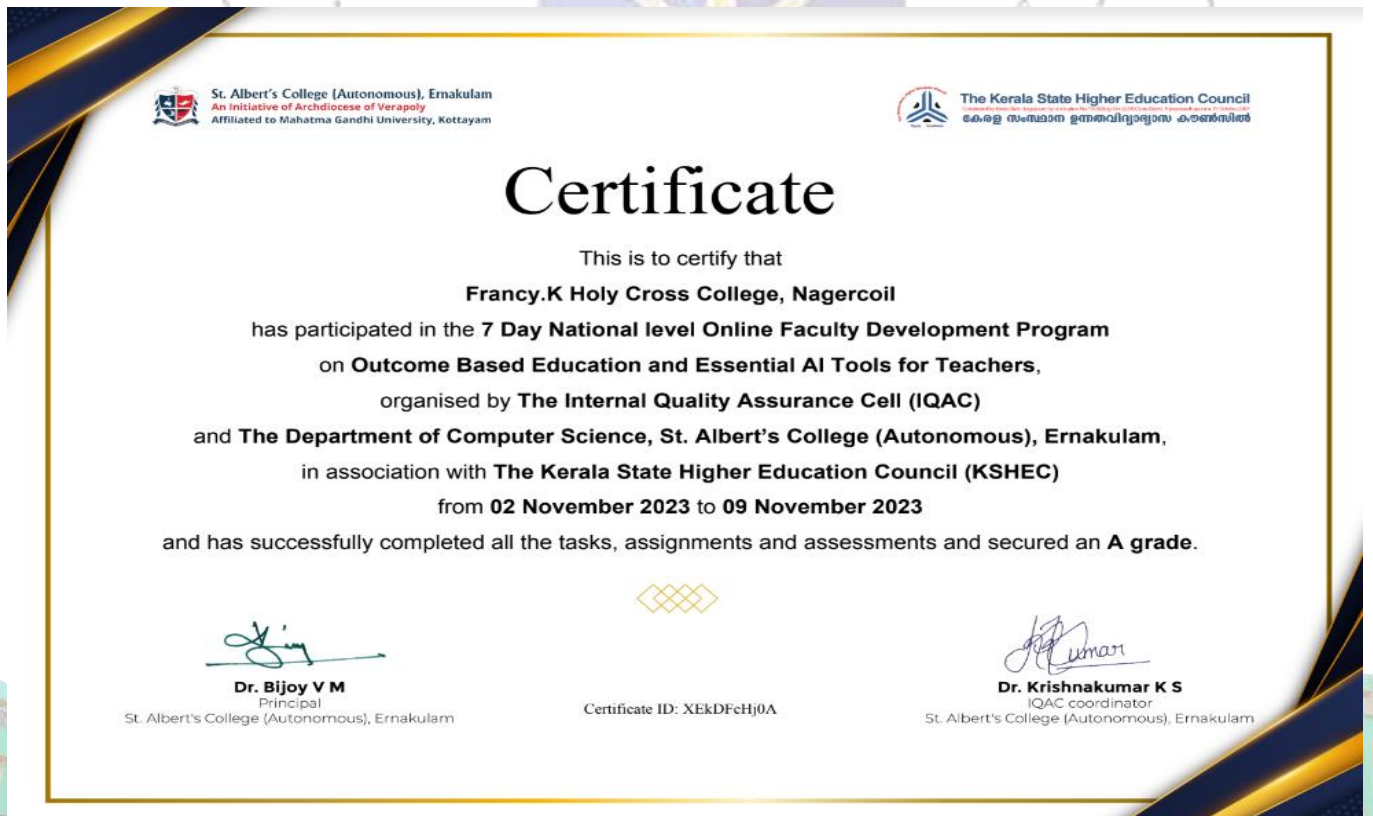 St. Albert's College (Autonomous), Ernakulam
An Initiative of Archdiocese of Verapoly
Affiliated to Mahatma Gandhi University, Kottayam
The Kerala State Higher Education Council
കേരള സംസ്ഥാന ഉന്നതവിദ്യാഭ്യാസ കൗൺസിൽ
Certificate
This is to certify that
Francy.K Holy Cross College, Nagercoil
has participated in the 7 Day National level Online Faculty Development Program
on Outcome Based Education and Essential AI Tools for Teachers,
organised by The Internal Quality Assurance Cell (IQAC)
and The Department of Computer Science, St. Albert's College (Autonomous), Ernakulam,
in association with The Kerala State Higher Education Council (KSHEC)
from 02 November 2023 to 09 November 2023
and has successfully completed all the tasks, assignments and assessments and secured an A grade.
Dr. Bijoy V M
Principal
St. Albert's College (Autonomous), Ernakulam
Certificate ID: XEkDFcHj0A
Dr. Krishnakumar K S
IQAC coordinator
St. Albert's College (Autonomous), Ernakulam